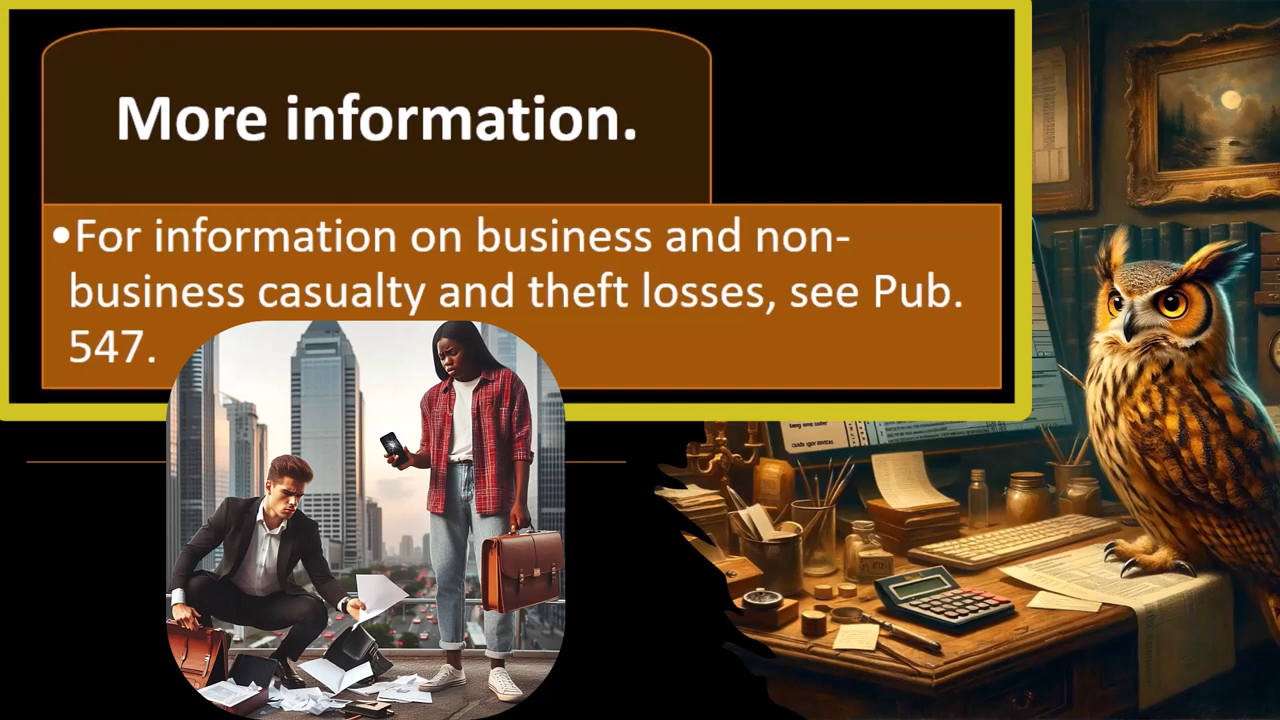 More information.
•For information on business and non-
business casualty and theft losses, see Pub.
547.